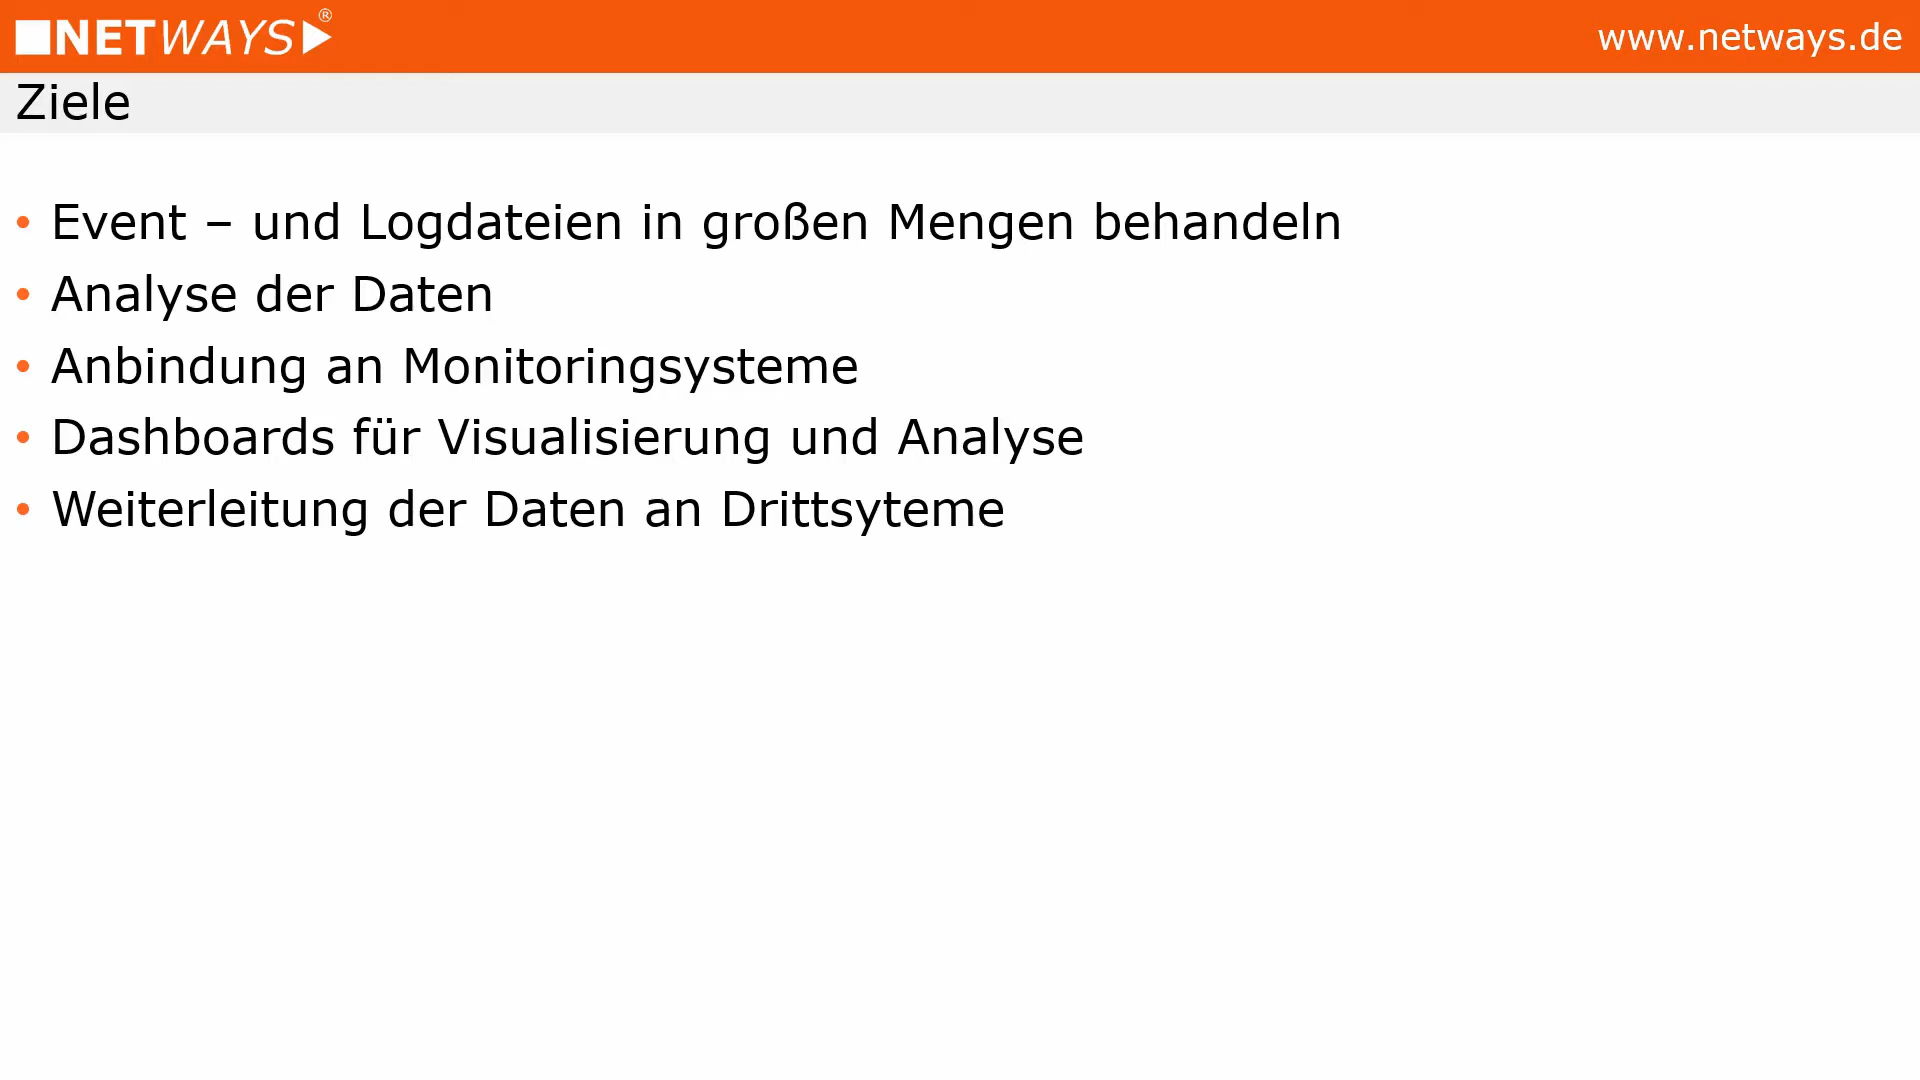 NETWAYS®
www.netways.de
Ziele
• Event – und Logdateien in großen Mengen behandeln
• Analyse der Daten
• Anbindung an Monitoringsysteme
• Dashboards für Visualisierung und Analyse
• Weiterleitung der Daten an Drittsyteme